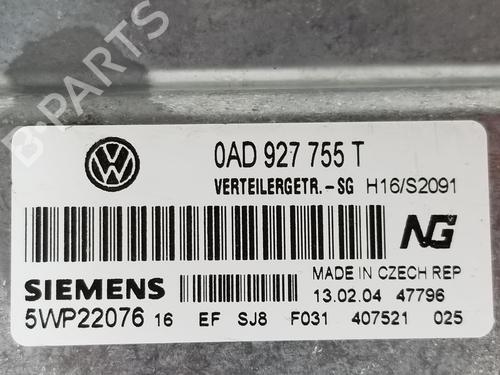 B-PARTS
0AD 927 755 T
VERTEILERGETR.-SG H16/S2091
NG
SIEMENS
MADE IN CZECH REP
13.02.04 47796
5WP22076 16 EF SJ8 F031 407521 025